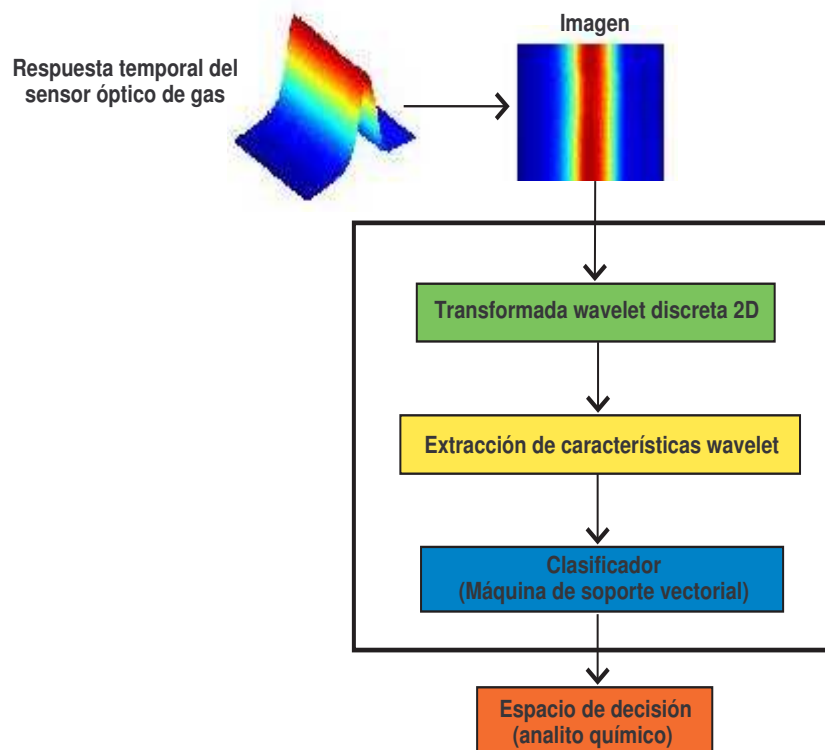 Imagen
Respuesta temporal del
sensor óptico de gas
Transformada wavelet discreta 2D
Extracción de característícas wavelet
Clasificador
(Máquina de soporte vectorial)
Espacio de decisión
(analito químico)